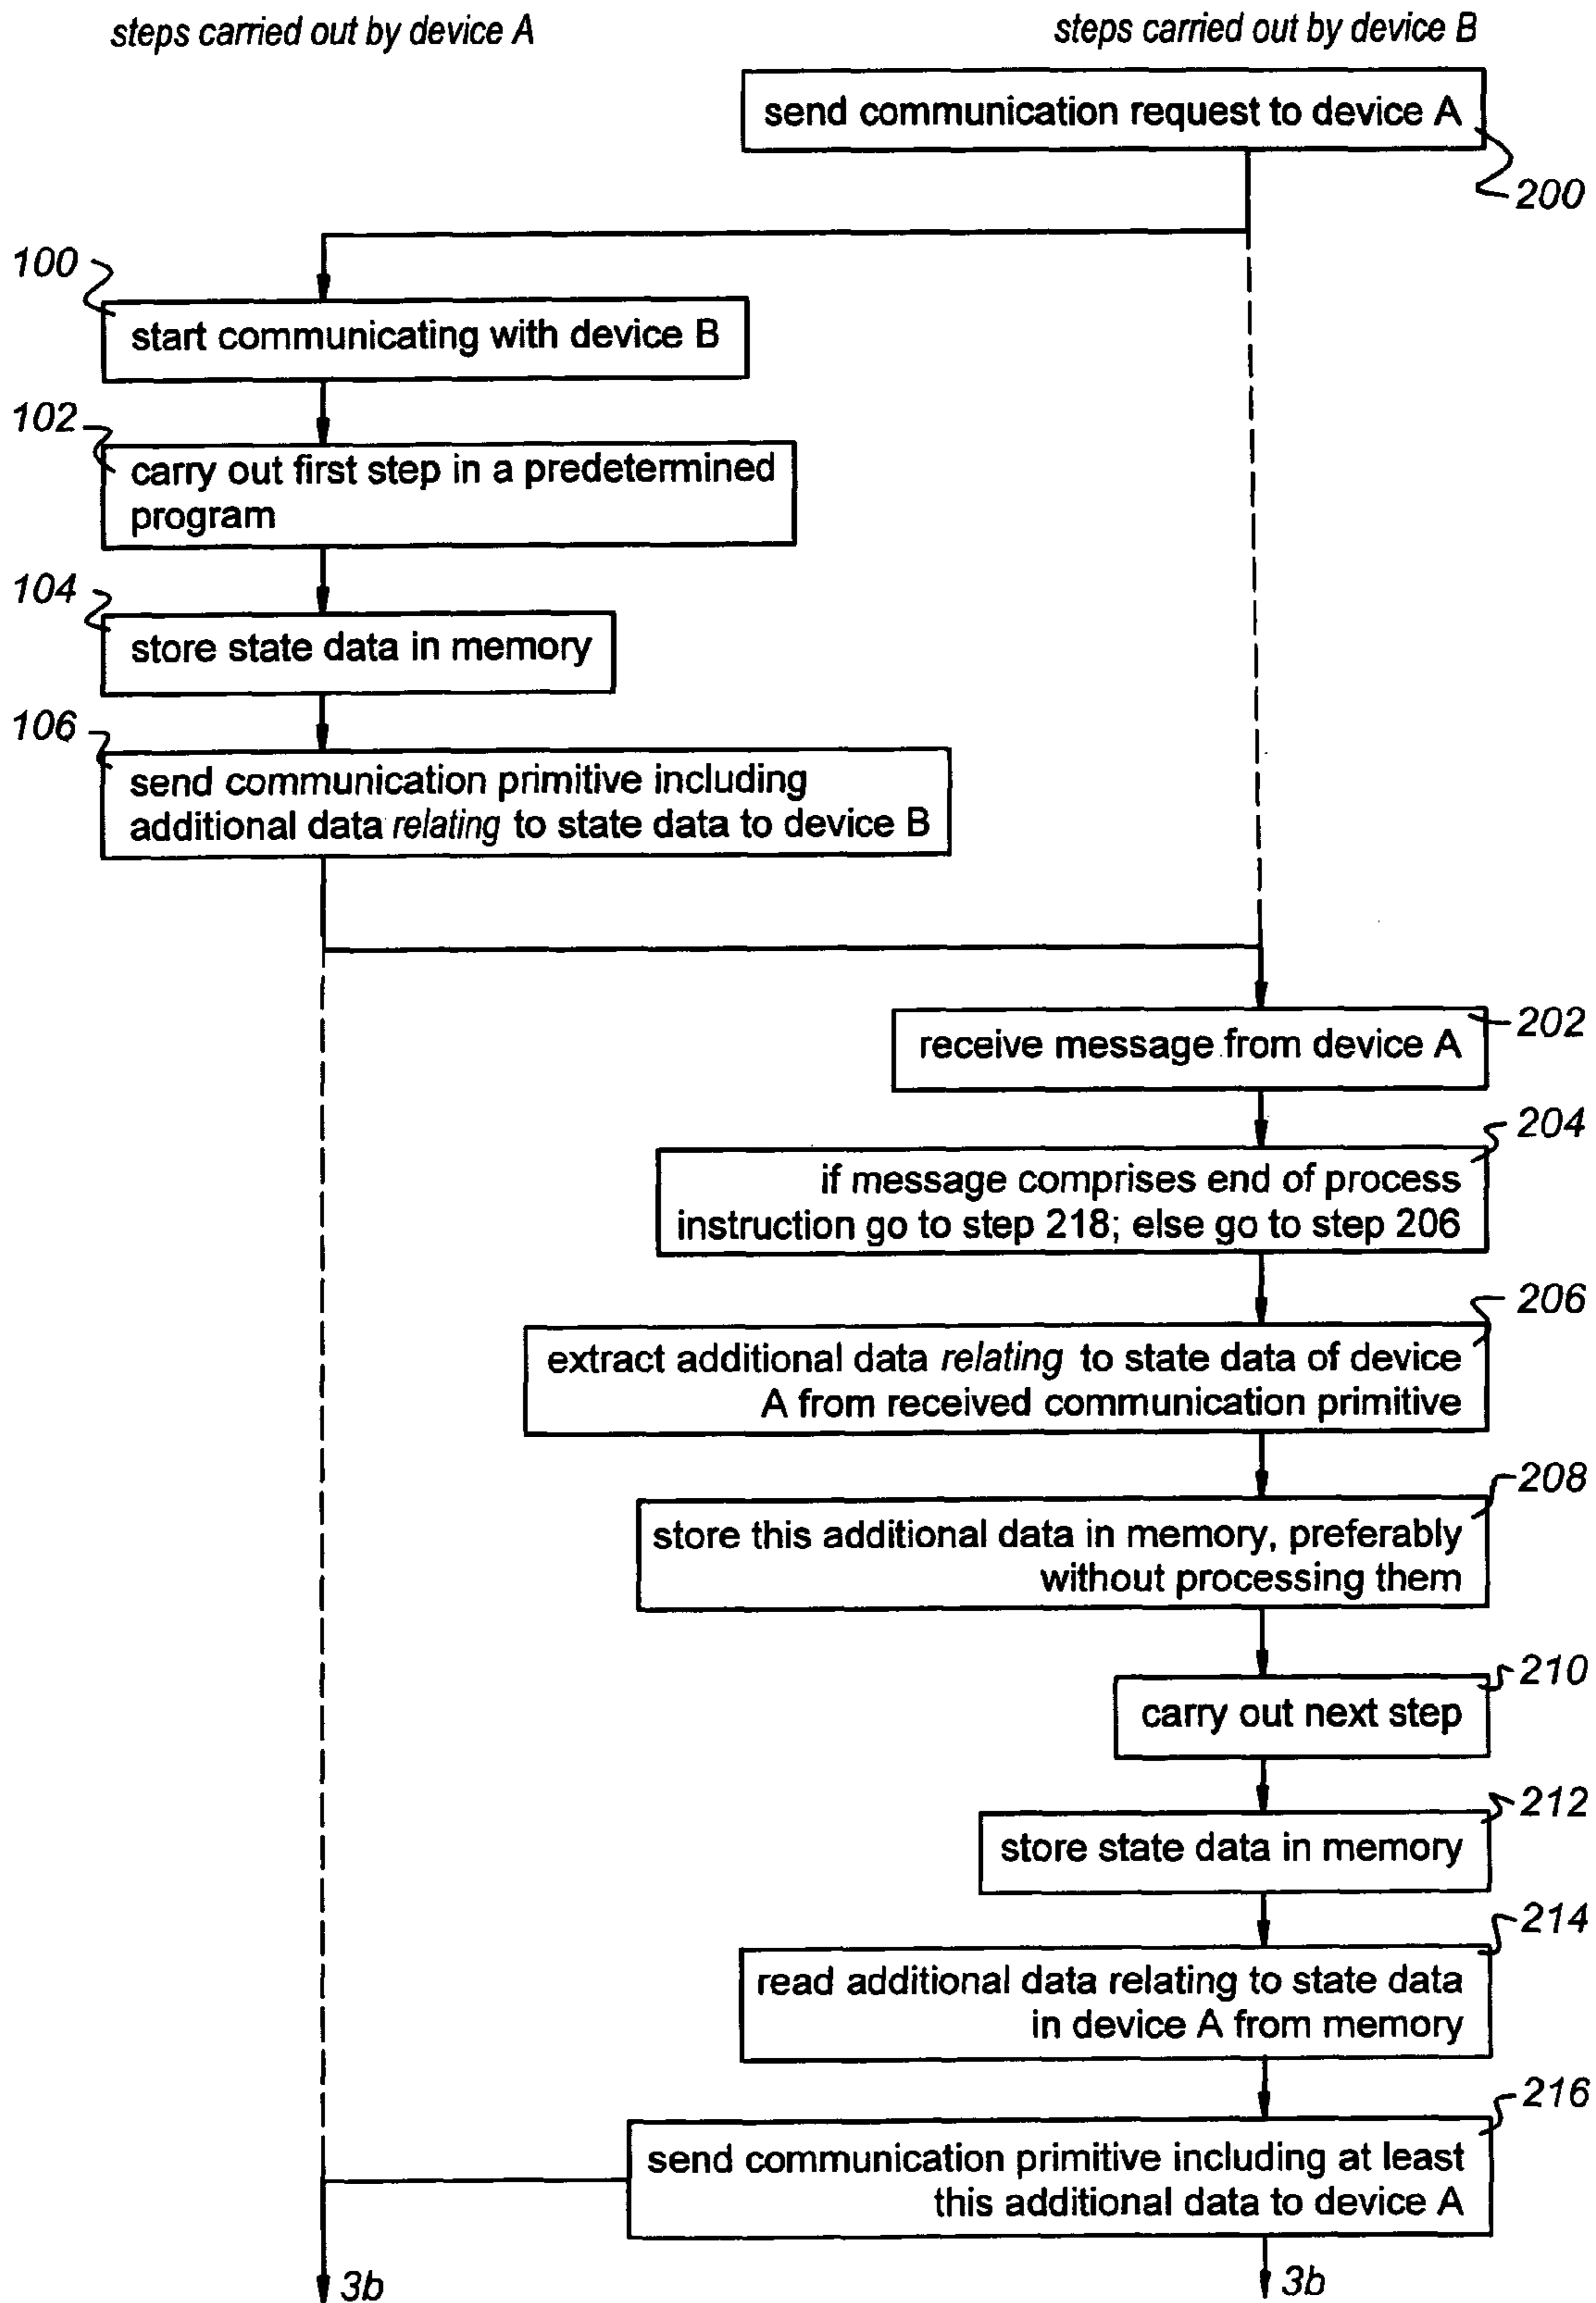 steps carried out by device A
steps carried out by device B
send communication request to device A
200
100
start communicating with device B
102
carry out first step in a predetermined
program
104
store state data in memory
106
send communication primitive including
additional data relating to state data to device B
202
receive message from device A
204
if message comprises end of process
instruction go to step 218; else go to step 206
206
extract additional data relating to state data of device
A from received communication primitive
208
store this additional data in memory, preferably
without processing them
210
carry out next step
212
store state data in memory
214
read additional data relating to state data
in device A from memory
216
send communication primitive including at least
this additional data to device A
3b
3b